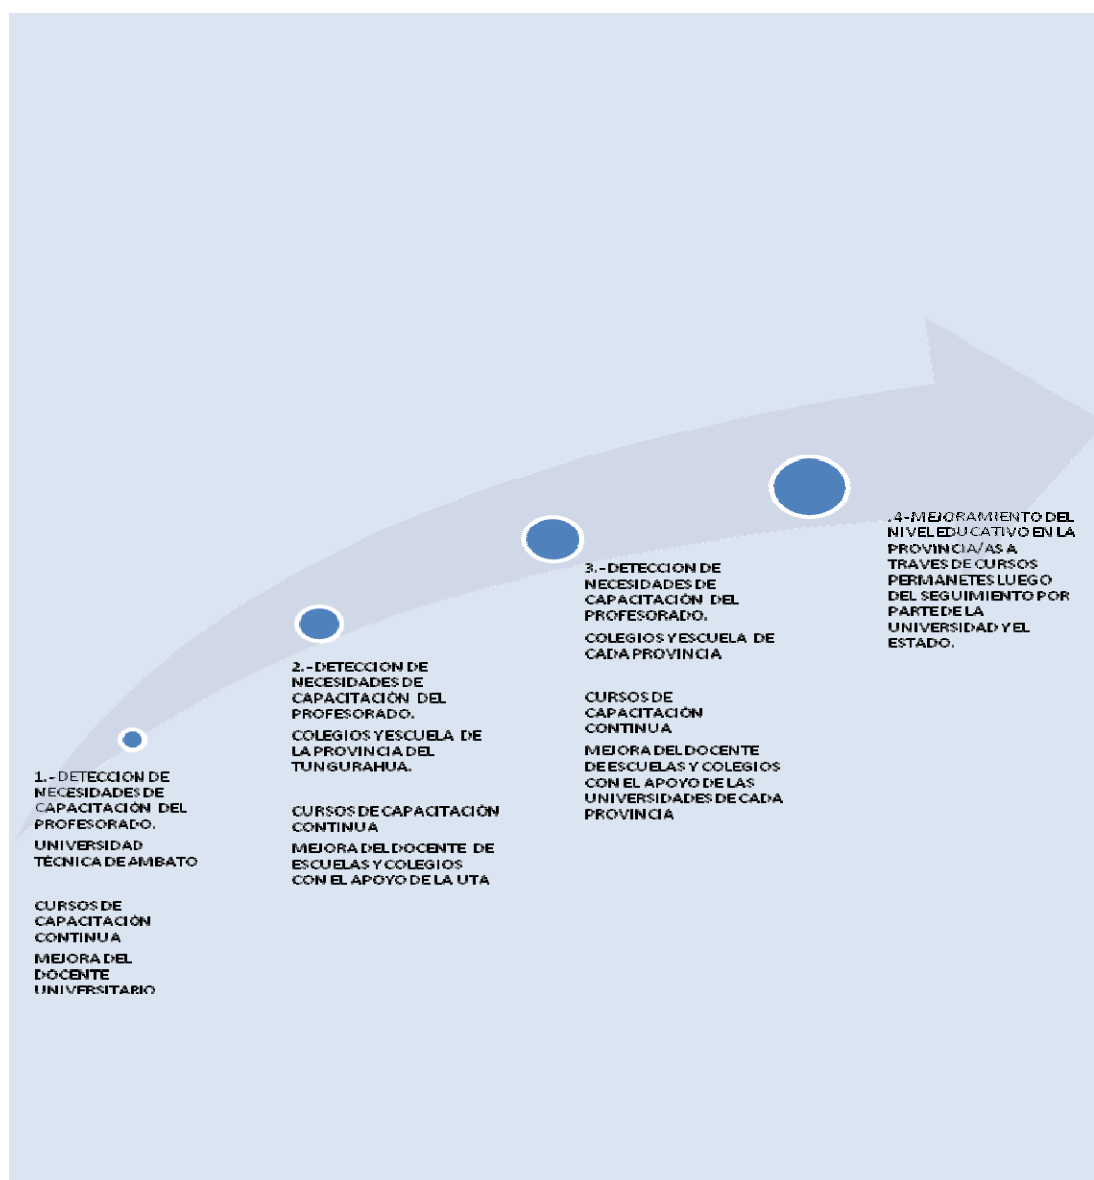 1.-DETECCION DE
NECESIDADES DE
CAPACITACIÓN DEL
PROFESORADO.
UNIVERSIDAD
TÉCNICA DE AMBATO
CURSOS DE
CAPACITACIÓN
CONTINUA
MEJORA DEL
DOCENTE
UNIVERSITARIO
2.-DETECCION DE
NECESIDADES DE
CAPACITACIÓN DEL
PROFESORADO.
COLEGIOS Y ESCUELA DE
LA PROVINCIA DEL
TUNGURAHUA.
CURSOS DE CAPACITACIÓN
CONTINUA
MEJORA DEL DOCENTE DE
ESCUELAS Y COLEGIOS
CON EL APOYO DE LA UTA
3.-DETECCION DE
NECESIDADES DE
CAPACITACIÓN DEL
PROFESORADO.
COLEGIOS Y ESCUELA DE
CADA PROVINCIA
CURSOS DE
CAPACITACIÓN
CONTINUA
MEJORA DEL DOCENTE
DE ESCUELAS Y COLEGIOS
CON EL APOYO DE LAS
UNIVERSIDADES DE CADA
PROVINCIA
.4-MEJORAMIENTO DEL
NIVEL EDUCATIVO EN LA
PROVINCIA/AS A
TRAVES DE CURSOS
PERMANETES LUEGO
DEL SEGUIMIENTO POR
PARTE DE LA
UNIVERSIDAD Y EL
ESTADO.